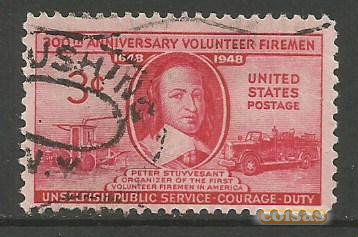 300TH ANNIVERSARY VOLUNTEER FIREMEN
1648 1948
3¢
UNITED
STATES
POSTAGE
PETER STUYVESANT
ORGANIZER OF THE FIRST
VOLUNTEER FIREMEN IN AMERICA
UNSELFISH PUBLIC SERVICE - COURAGE - DUTY